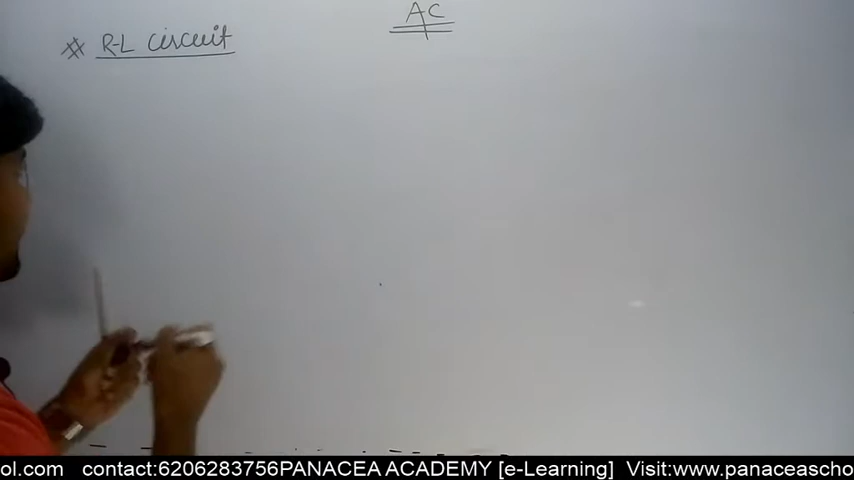 AC
# R-L circuit
ol.com contact:6206283756PANACEA ACADEMY [e-Learning] Visit:www.panaceascho